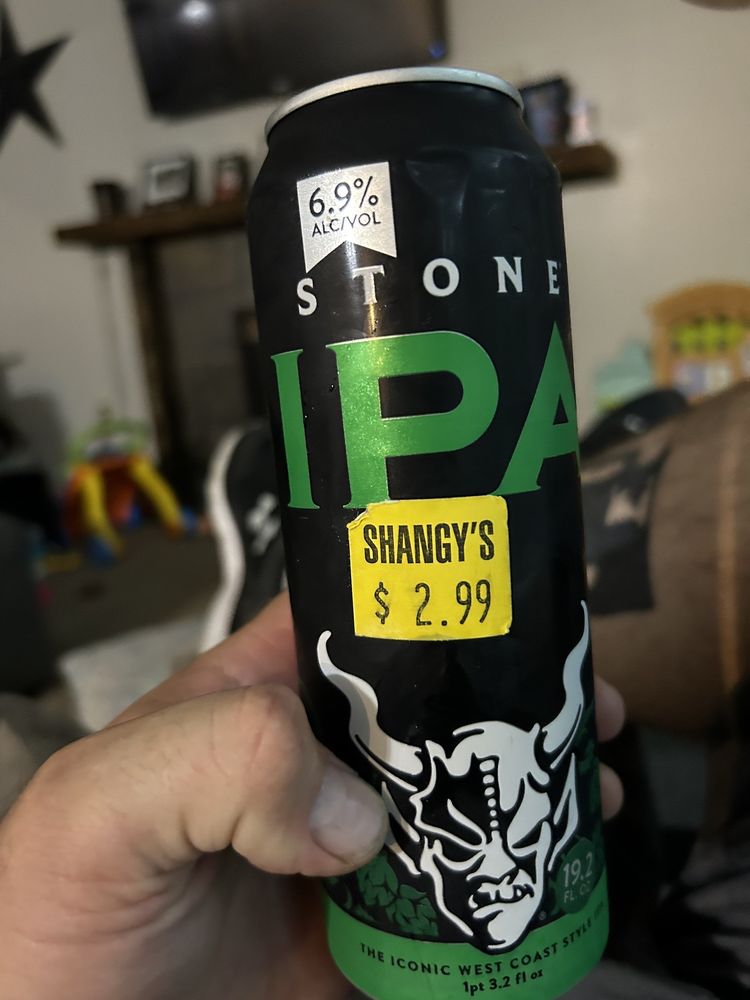 6.9%
ALC/VOL
STONE
IPA
SHANGY'S
$ 2.99
19.2
FL. OZ
THE ICONIC WEST COAST STYLE IPA
1pt 3.2 fl oz